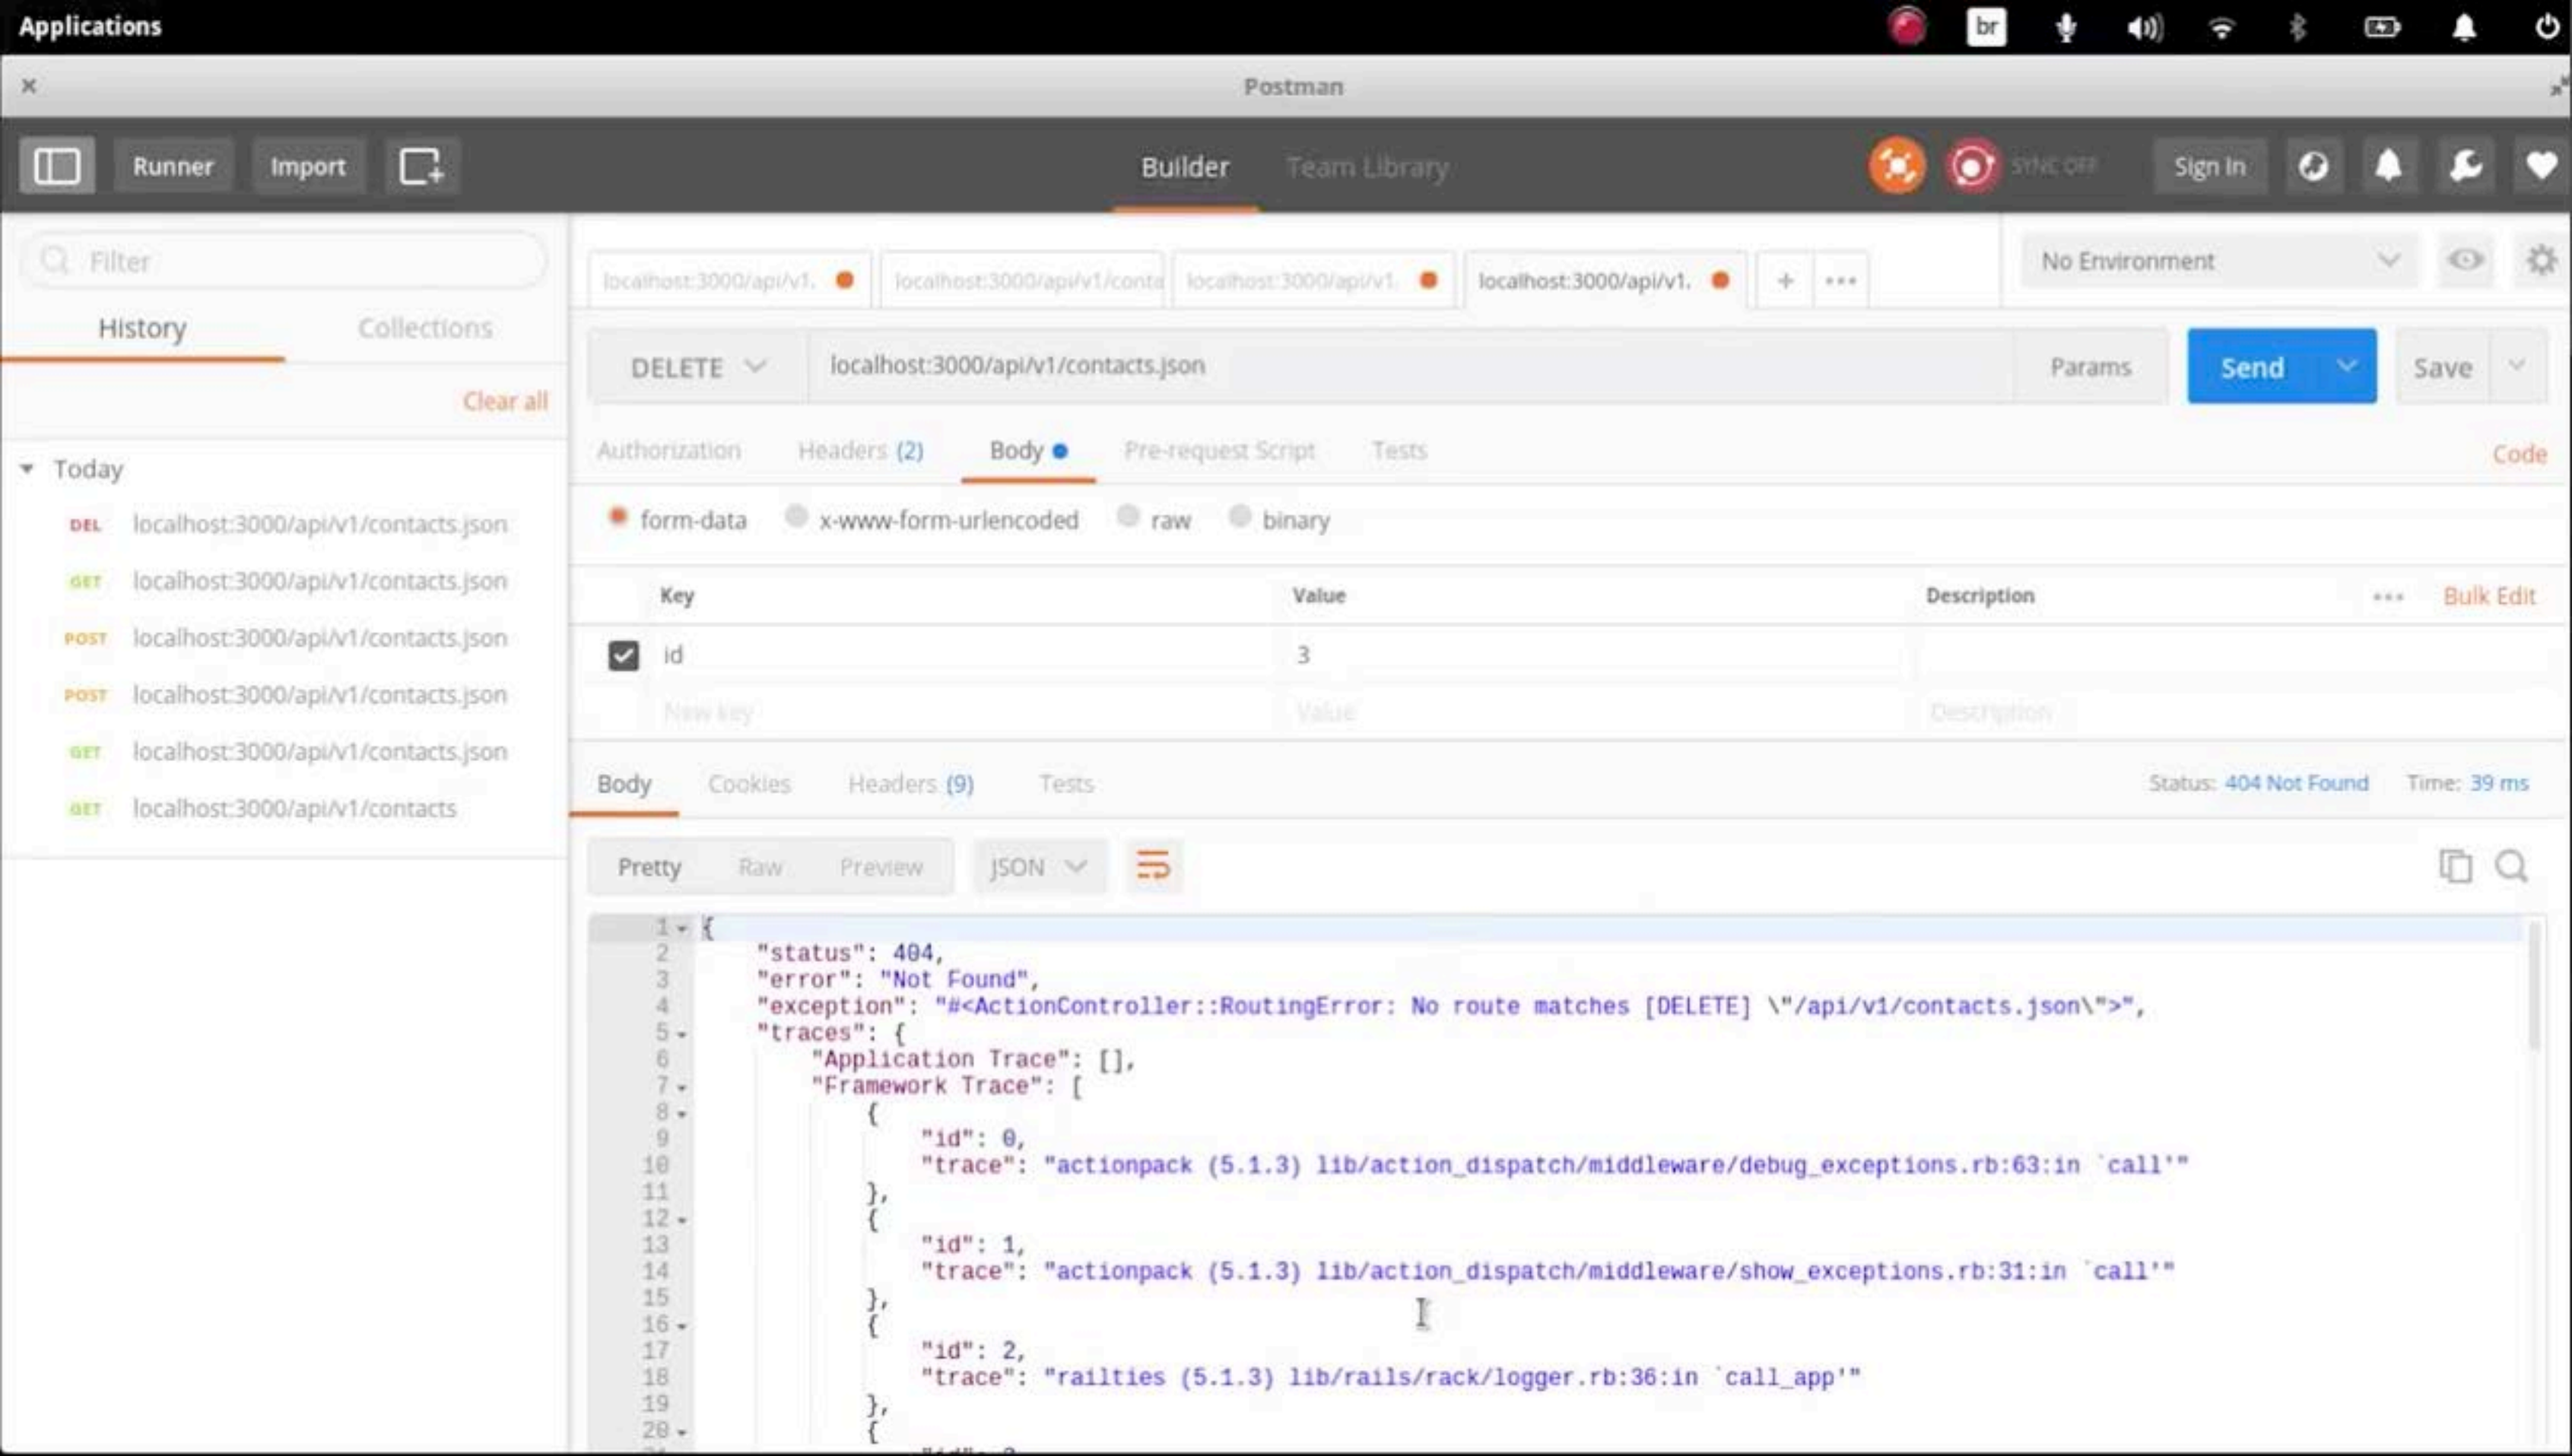 Applications
br
Postman
Runner Import Builder Team Library SYNC OFF Sign In
Filter
History Collections
Clear all
Today
DEL localhost:3000/api/v1/contacts.json
GET localhost:3000/api/v1/contacts.json
POST localhost:3000/api/v1/contacts.json
POST localhost:3000/api/v1/contacts.json
GET localhost:3000/api/v1/contacts.json
GET localhost:3000/api/v1/contacts
localhost:3000/api/v1. localhost:3000/api/v1/conta localhost:3000/api/v1. localhost:3000/api/v1. + ••• No Environment
DELETE localhost:3000/api/v1/contacts.json Params Send Save
Authorization Headers (2) Body Pre-request Script Tests Code
form-data x-www-form-urlencoded raw binary
Key Value Description ••• Bulk Edit
id 3
New key Value Description
Body Cookies Headers (9) Tests Status: 404 Not Found Time: 39 ms
Pretty Raw Preview JSON
1 {
2 "status": 404,
3 "error": "Not Found",
4 "exception": "#<ActionController::RoutingError: No route matches [DELETE] \"/api/v1/contacts.json\">",
5 "traces": {
6 "Application Trace": [],
7 "Framework Trace": [
8 {
9 "id": 0,
10 "trace": "actionpack (5.1.3) lib/action_dispatch/middleware/debug_exceptions.rb:63:in `call'"
11 },
12 {
13 "id": 1,
14 "trace": "actionpack (5.1.3) lib/action_dispatch/middleware/show_exceptions.rb:31:in `call'"
15 },
16 {
17 "id": 2,
18 "trace": "railties (5.1.3) lib/rails/rack/logger.rb:36:in `call_app'"
19 },
20 {